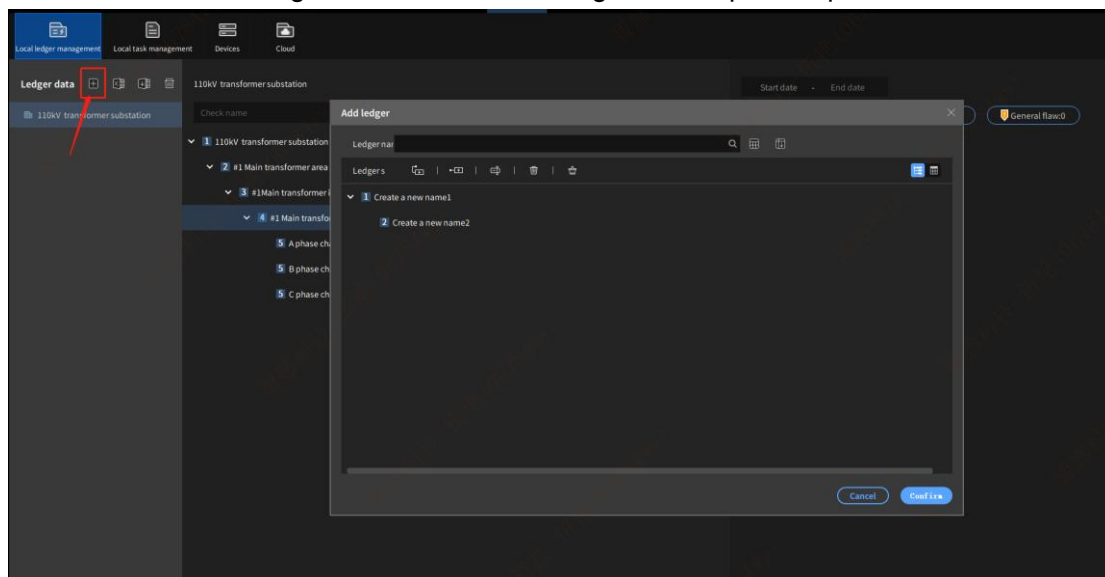 Local ledger management Local task management Devices Cloud
Ledger data
110kV transformer substation
110kV transformer substation
Start date - End date
Check name
General flaw:0
1 110kV transformer substation
2 #1 Main transformer area
3 #1Main transformer i
4 #1 Main transfo
5 A phase ch
5 B phase ch
5 C phase ch
Add ledger
Ledger nar
Ledgers
1 Create a new name1
2 Create a new name2
Cancel Confirm